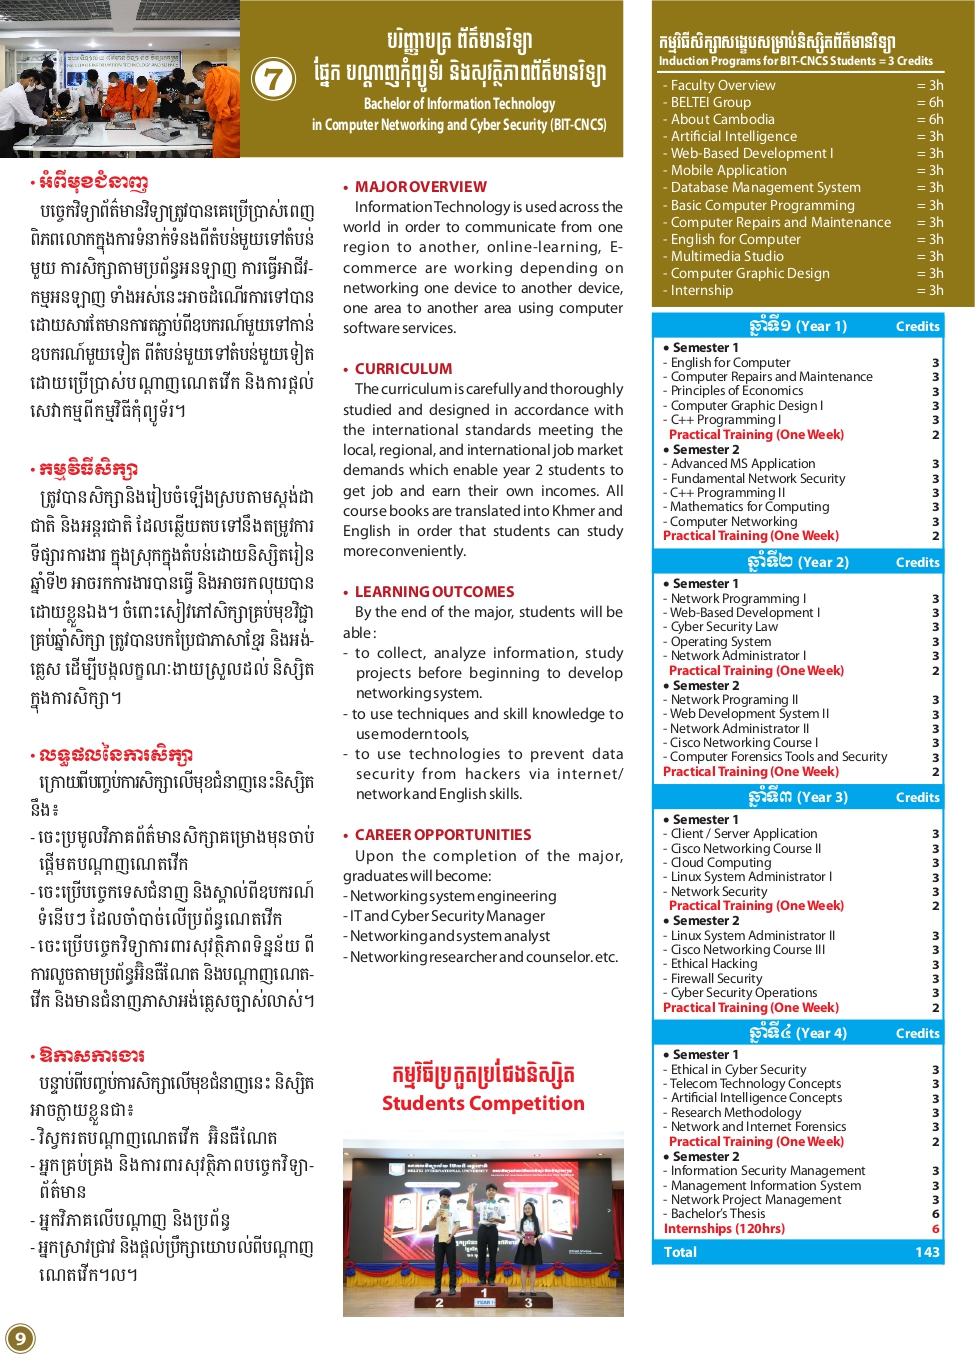 បរិញ្ញាបត្រ ព័ត៌មានវិទ្យា
7
ផ្នែក បណ្តាញកុំព្យូទ័រ និងសុវត្ថិភាពព័ត៌មានវិទ្យា
Bachelor of Information Technology
in Computer Networking and Cyber Security (BIT-CNCS)
• អំពីមុខជំនាញ
បច្ចេកវិទ្យាព័ត៌មានវិទ្យាត្រូវបានគេប្រើប្រាស់ពេញ
ពិភពលោកក្នុងការទំនាក់ទំនងពីតំបន់មួយទៅតំបន់
មួយ ការសិក្សាតាមប្រព័ន្ធអនឡាញ ការធ្វើអាជីវ-
កម្មអនឡាញ ទាំងអស់នេះអាចដំណើរការទៅបាន
ដោយសារតែមានការតភ្ជាប់ពីឧបករណ៍មួយទៅកាន់
ឧបករណ៍មួយទៀត ពីតំបន់មួយទៅតំបន់មួយទៀត
ដោយប្រើប្រាស់បណ្តាញណេតវើក និងការផ្តល់
សេវាកម្មពីកម្មវិធីកុំព្យូទ័រ។
• កម្មវិធីសិក្សា
ត្រូវបានសិក្សានិងរៀបចំឡើងស្របតាមស្តង់ដា
ជាតិ និងអន្តរជាតិ ដែលឆ្លើយតបទៅនឹងតម្រូវការ
ទីផ្សារការងារ ក្នុងស្រុកក្នុងតំបន់ដោយនិស្សិតរៀន
ឆ្នាំទី២ អាចរកការងារបានធ្វើ និងអាចរកលុយបាន
ដោយខ្លួនឯង។ ចំពោះសៀវភៅសិក្សាគ្រប់មុខវិជ្ជា
គ្រប់ឆ្នាំសិក្សា ត្រូវបានបកប្រែជាភាសាខ្មែរ និងអង់-
គ្លេស ដើម្បីបង្កលក្ខណៈងាយស្រួលដល់ និស្សិត
ក្នុងការសិក្សា។
• លទ្ធផលនៃការសិក្សា
ក្រោយពីបញ្ចប់ការសិក្សាលើមុខជំនាញនេះនិស្សិត
នឹង៖
- ចេះប្រមូលវិភាគព័ត៌មានសិក្សាគម្រោងមុនចាប់
ផ្តើមតបណ្តាញណេតវើក
- ចេះប្រើបច្ចេកទេសជំនាញ និងស្គាល់ពីឧបករណ៍
ទំនើបៗ ដែលចាំបាច់លើប្រព័ន្ធណេតវើក
- ចេះប្រើបច្ចេកវិទ្យាការពារសុវត្ថិភាពទិន្នន័យ ពី
ការលួចតាមប្រព័ន្ធអ៊ិនធឺណែត និងបណ្តាញណេត-
វើក និងមានជំនាញភាសាអង់គ្លេសច្បាស់លាស់។
• ឱកាសការងារ
បន្ទាប់ពីបញ្ចប់ការសិក្សាលើមុខជំនាញនេះ និស្សិត
អាចក្លាយខ្លួនជា៖
- វិស្វករតបណ្តាញណេតវើក អ៊ិនធឺណែត
- អ្នកគ្រប់គ្រង និងការពារសុវត្ថិភាពបច្ចេកវិទ្យា-
ព័ត៌មាន
- អ្នកវិភាគលើបណ្តាញ និងប្រព័ន្ធ
- អ្នកស្រាវជ្រាវ និងផ្តល់ប្រឹក្សាយោបល់ពីបណ្តាញ
ណេតវើក។ល។
• MAJOR OVERVIEW
Information Technology is used across the
world in order to communicate from one
region to another, online-learning, E-
commerce are working depending on
networking one device to another device,
one area to another area using computer
software services.
• CURRICULUM
The curriculum is carefully and thoroughly
studied and designed in accordance with
the international standards meeting the
local, regional, and international job market
demands which enable year 2 students to
get job and earn their own incomes. All
course books are translated into Khmer and
English in order that students can study
more conveniently.
• LEARNING OUTCOMES
By the end of the major, students will be
able :
- to collect, analyze information, study
projects before beginning to develop
networking system.
- to use techniques and skill knowledge to
use modern tools,
- to use technologies to prevent data
security from hackers via internet/
network and English skills.
• CAREER OPPORTUNITIES
Upon the completion of the major,
graduates will become:
- Networking system engineering
- IT and Cyber Security Manager
- Networking and system analyst
- Networking researcher and counselor. etc.
កម្មវិធីប្រកួតប្រជែងនិស្សិត
Students Competition
BELTEI INTERNATIONAL UNIVERSITY
2 1 3
YEAR 1
កម្មវិធីសិក្សាសង្ខេបសម្រាប់និស្សិតព័ត៌មានវិទ្យា
Induction Programs for BIT-CNCS Students = 3 Credits
- Faculty Overview = 3h
- BELTEI Group = 6h
- About Cambodia = 6h
- Artificial Intelligence = 3h
- Web-Based Development I = 3h
- Mobile Application = 3h
- Database Management System = 3h
- Basic Computer Programming = 3h
- Computer Repairs and Maintenance = 3h
- English for Computer = 3h
- Multimedia Studio = 3h
- Computer Graphic Design = 3h
- Internship = 3h
ឆ្នាំទី១ (Year 1) Credits
• Semester 1
- English for Computer 3
- Computer Repairs and Maintenance 3
- Principles of Economics 3
- Computer Graphic Design I 3
- C++ Programming I 3
Practical Training (One Week) 2
• Semester 2
- Advanced MS Application 3
- Fundamental Network Security 3
- C++ Programming II 3
- Mathematics for Computing 3
- Computer Networking 3
Practical Training (One Week) 2
ឆ្នាំទី២ (Year 2) Credits
• Semester 1
- Network Programming I 3
- Web-Based Development I 3
- Cyber Security Law 3
- Operating System 3
- Network Administrator I 3
Practical Training (One Week) 2
• Semester 2
- Network Programing II 3
- Web Development System II 3
- Network Administrator II 3
- Cisco Networking Course I 3
- Computer Forensics Tools and Security 3
Practical Training (One Week) 2
ឆ្នាំទី៣ (Year 3) Credits
• Semester 1
- Client / Server Application 3
- Cisco Networking Course II 3
- Cloud Computing 3
- Linux System Administrator I 3
- Network Security 3
Practical Training (One Week) 2
• Semester 2
- Linux System Administrator II 3
- Cisco Networking Course III 3
- Ethical Hacking 3
- Firewall Security 3
- Cyber Security Operations 3
Practical Training (One Week) 2
ឆ្នាំទី៤ (Year 4) Credits
• Semester 1
- Ethical in Cyber Security 3
- Telecom Technology Concepts 3
- Artificial Intelligence Concepts 3
- Research Methodology 3
- Network and Internet Forensics 3
Practical Training (One Week) 2
• Semester 2
- Information Security Management 3
- Management Information System 3
- Network Project Management 3
- Bachelor's Thesis 6
Internships (120hrs) 6
Total 143
9